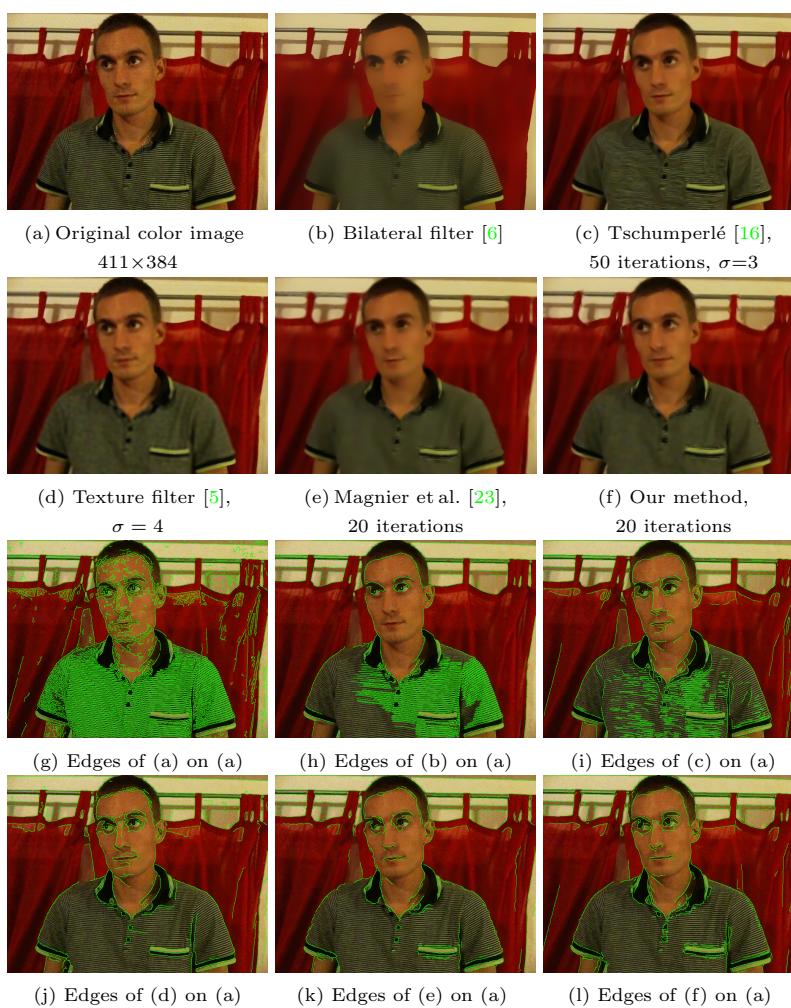 (a) Original color image
411×384
(b) Bilateral filter [6]
(c) Tschumperlé [16],
50 iterations, σ=3
(d) Texture filter [5],
σ = 4
(e) Magnier et al. [23],
20 iterations
(f) Our method,
20 iterations
(g) Edges of (a) on (a)
(h) Edges of (b) on (a)
(i) Edges of (c) on (a)
(j) Edges of (d) on (a)
(k) Edges of (e) on (a)
(l) Edges of (f) on (a)